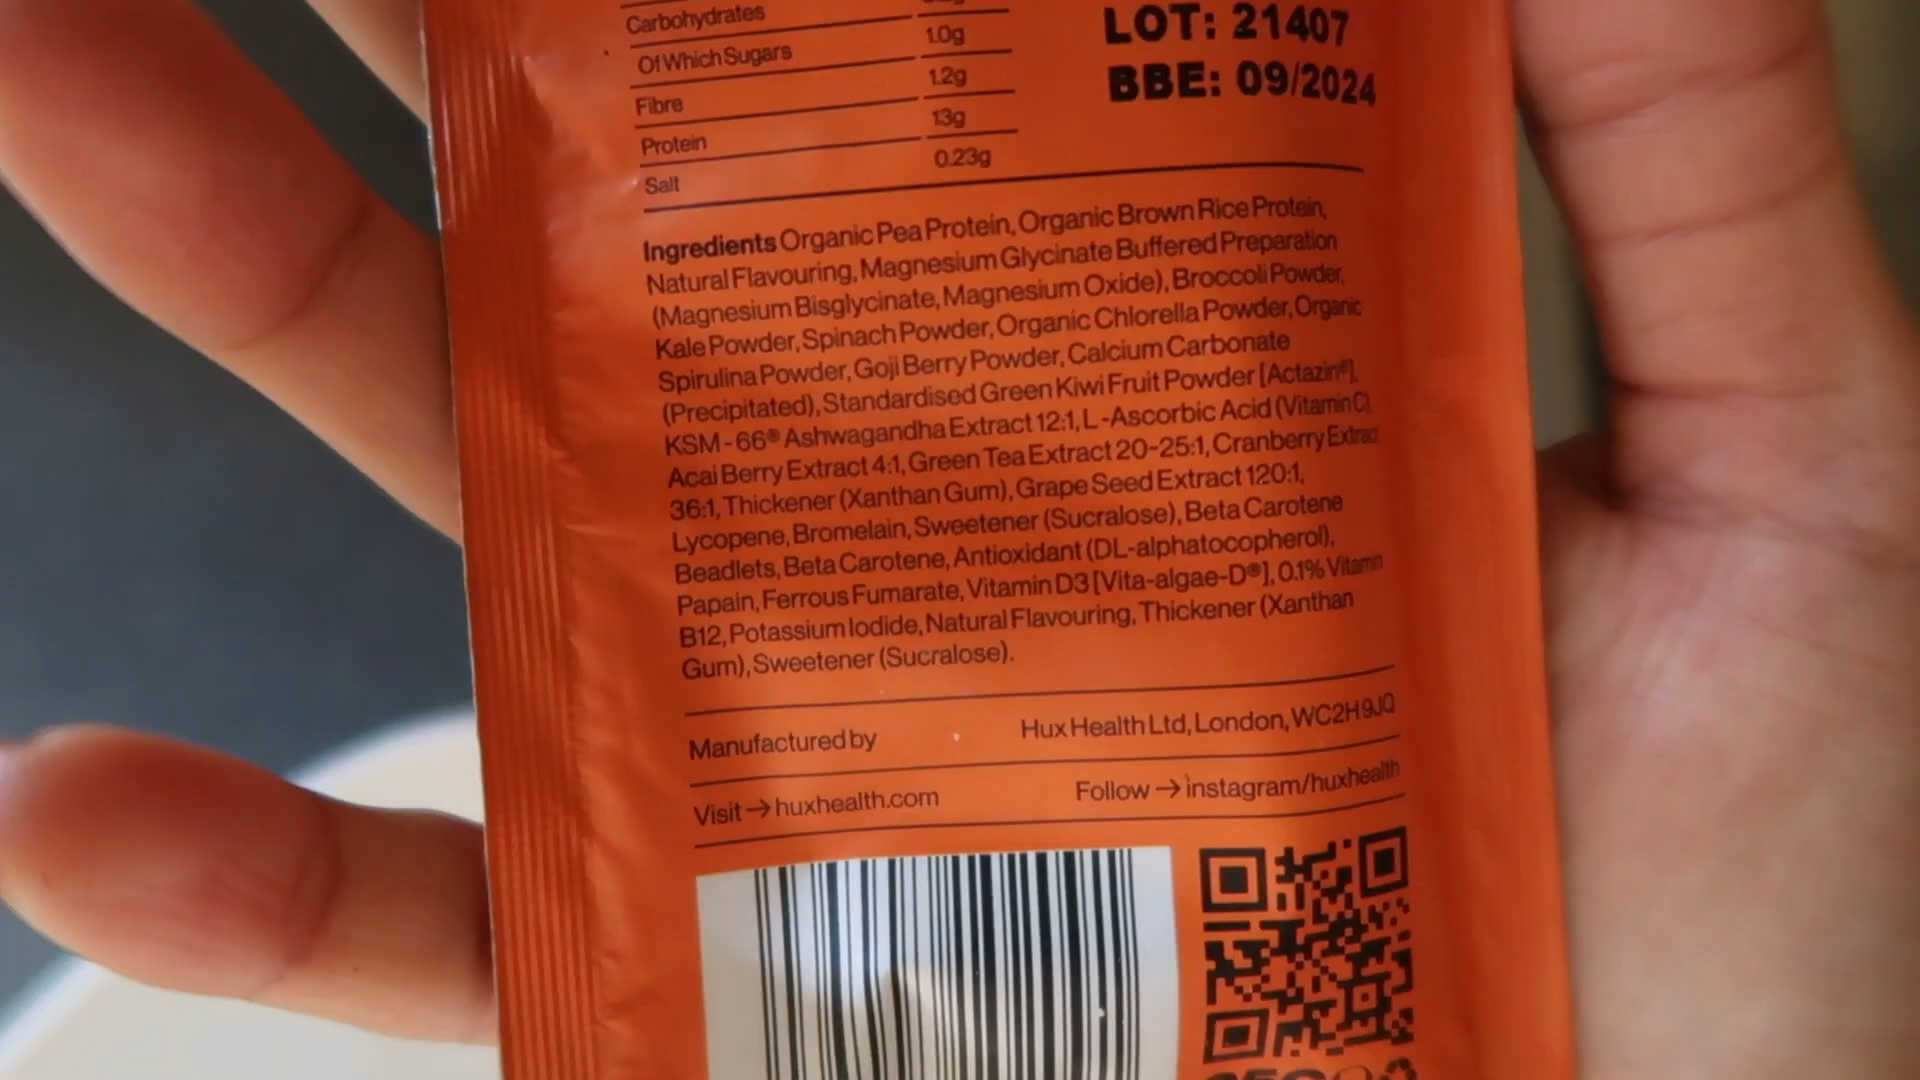 Carbohydrates
Of Which Sugars 1.0g
Fibre 1.2g
Protein 13g
Salt 0.23g
LOT: 21407
BBE: 09/2024
Ingredients Organic Pea Protein, Organic Brown Rice Protein,
Natural Flavouring, Magnesium Glycinate Buffered Preparation
(Magnesium Bisglycinate, Magnesium Oxide), Broccoli Powder,
Kale Powder, Spinach Powder, Organic Chlorella Powder, Organic
Spirulina Powder, Goji Berry Powder, Calcium Carbonate
(Precipitated), Standardised Green Kiwi Fruit Powder [Actazin®],
KSM-66® Ashwagandha Extract 12:1, L-Ascorbic Acid (Vitamin C),
Acai Berry Extract 4:1, Green Tea Extract 20-25:1, Cranberry Extract
36:1, Thickener (Xanthan Gum), Grape Seed Extract 120:1,
Lycopene, Bromelain, Sweetener (Sucralose), Beta Carotene
Beadlets, Beta Carotene, Antioxidant (DL-alphatocopherol),
Papain, Ferrous Fumarate, Vitamin D3 [Vita-algae-D®], 0.1% Vitamin
B12, Potassium Iodide, Natural Flavouring, Thickener (Xanthan
Gum), Sweetener (Sucralose).
Manufactured by Hux Health Ltd, London, WC2H 9JQ
Visit → huxhealth.com Follow → instagram/huxhealth